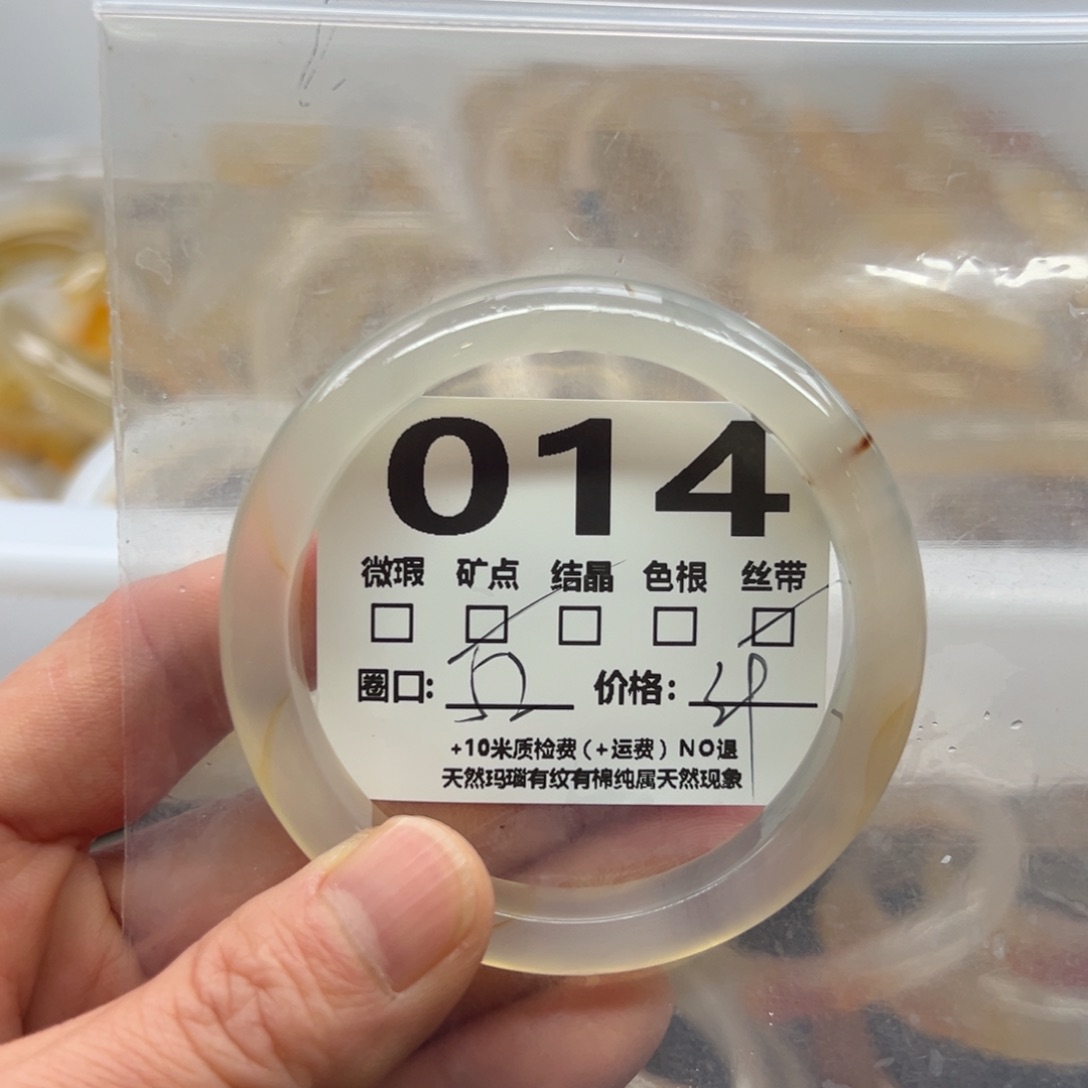 014
微瑕 矿点 结晶 色根 丝带
圈口: 52 价格:
+10米质检费(+运费) NO退
天然玛瑙有纹有棉纯属天然现象